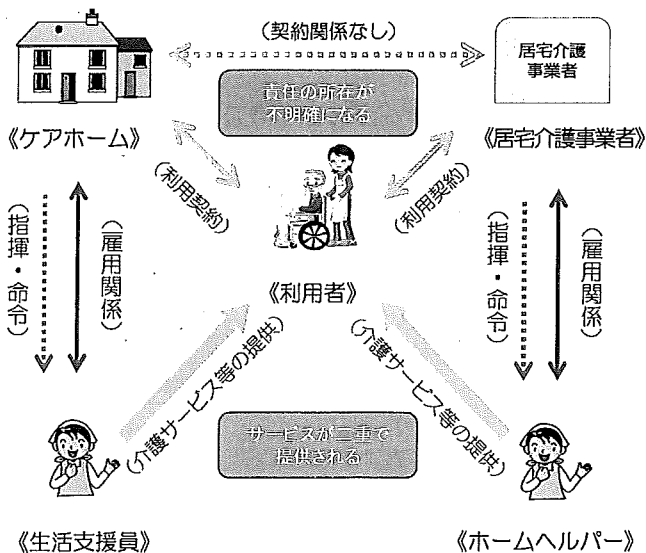 (契約関係なし)
居宅介護
事業者
責任の所在が
不明確になる
《ケアホーム》
《居宅介護事業者》
(利用契約)
(利用契約)
(指揮・命令)
(雇用関係)
《利用者》
(指揮・命令)
(雇用関係)
(介護サービス等の提供)
(介護サービス等の提供)
サービスが二重で
提供される
《生活支援員》
《ホームヘルパー》